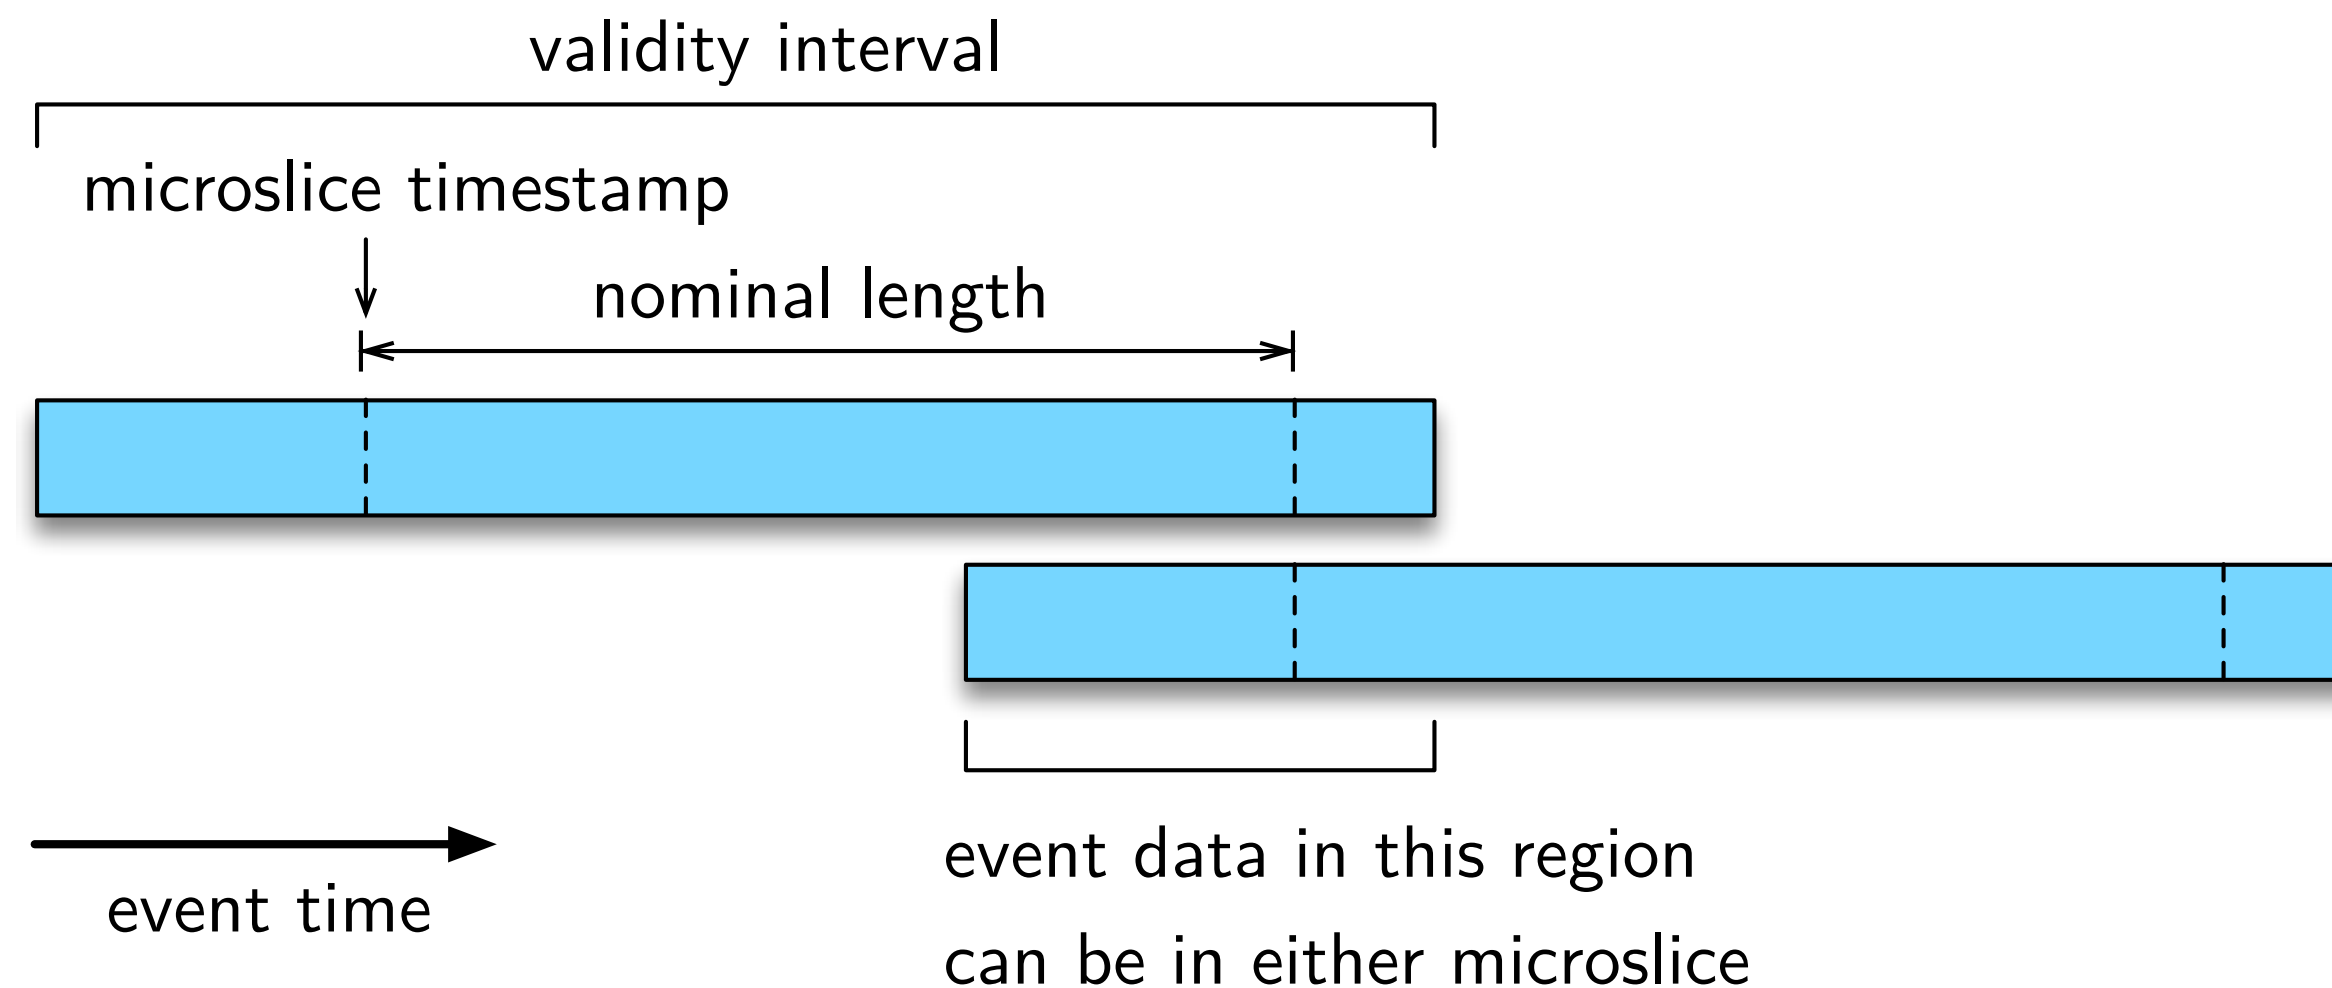 validity interval
microslice timestamp
nominal length
event data in this region
can be in either microslice
event time